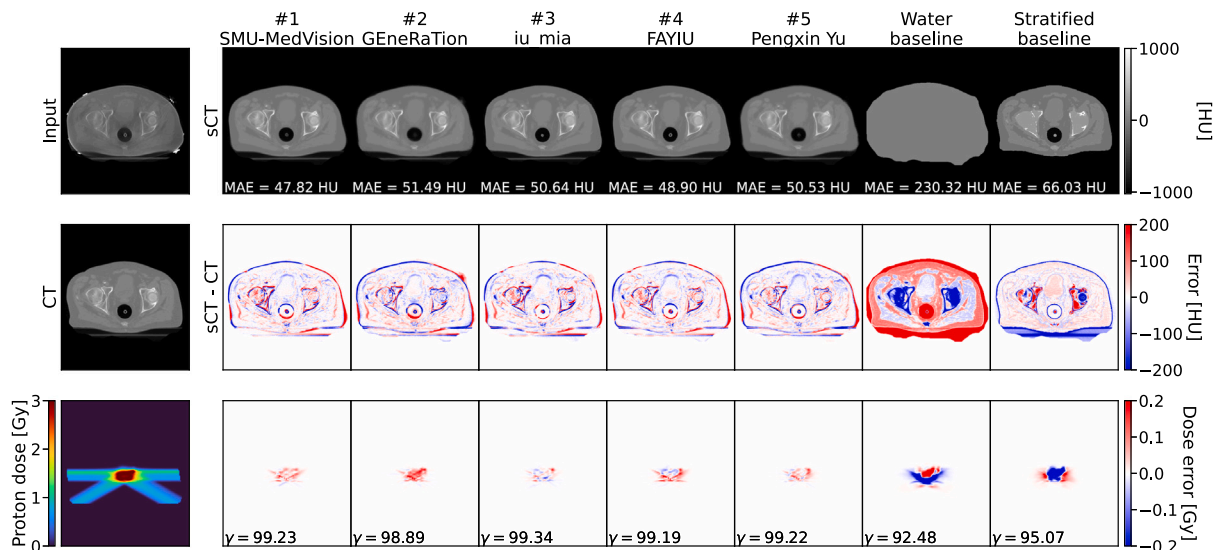 #1
SMU-MedVision
#2
GEneRaTion
#3
iu_mia
#4
FAYIU
#5
Pengxin Yu
Water
baseline
Stratified
baseline
Input
sCT
MAE = 47.82 HU
MAE = 51.49 HU
MAE = 50.64 HU
MAE = 48.90 HU
MAE = 50.53 HU
MAE = 230.32 HU
MAE = 66.03 HU
1000
0
−1000
[HU]
CT
sCT - CT
200
100
0
−100
−200
Error [HU]
Proton dose [Gy]
3
2
1
0
γ = 99.23
γ = 98.89
γ = 99.34
γ = 99.19
γ = 99.22
γ = 92.48
γ = 95.07
0.2
0.1
0.0
−0.1
−0.2
Dose error [Gy]